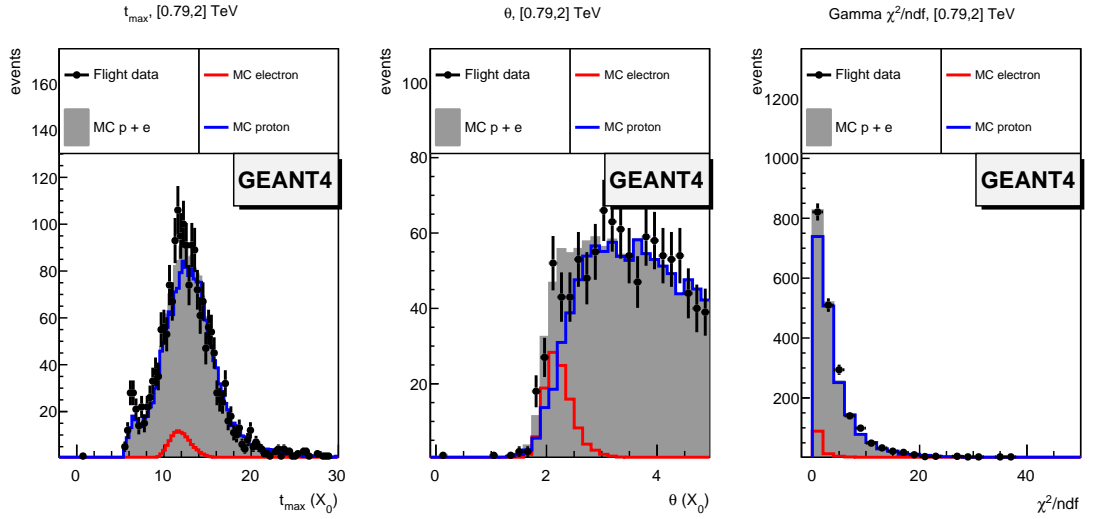 t_max, [0.79,2] TeV
events
160
140
120
100
80
60
40
20
Flight data
MC electron
MC p + e
MC proton
GEANT4
0
10
20
30
t_max (X_0)
θ, [0.79,2] TeV
events
100
80
80
60
40
20
Flight data
MC electron
MC p + e
MC proton
GEANT4
0
2
4
θ (X_0)
Gamma χ²/ndf, [0.79,2] TeV
events
1200
1000
800
600
400
200
0
Flight data
MC electron
MC p + e
MC proton
GEANT4
0
20
40
χ²/ndf